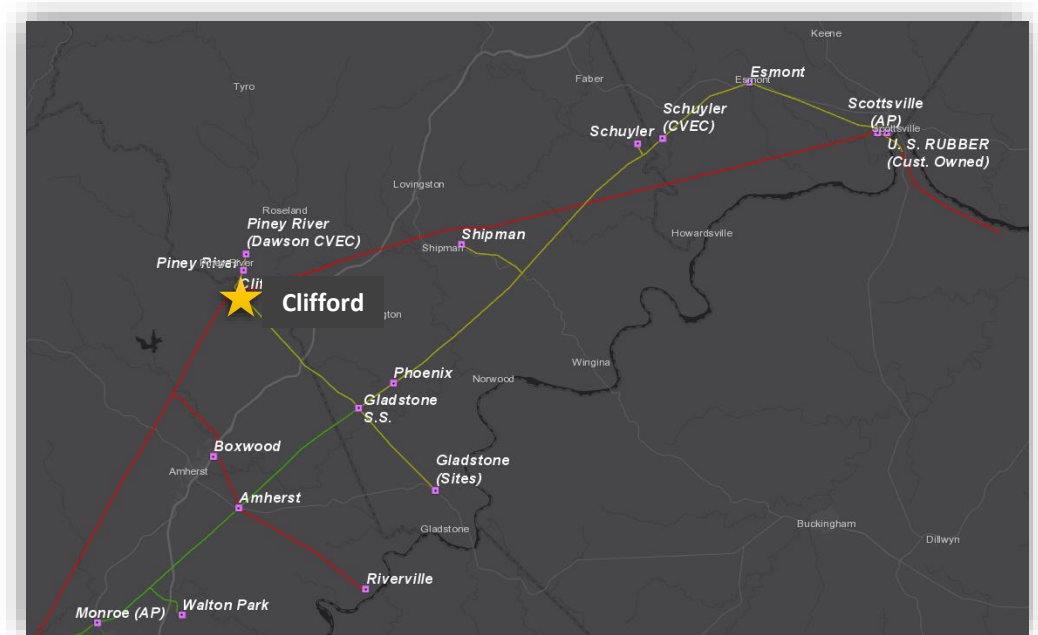 Keene
Tyro
Faber
Esmont
Esmont
Scottsville
(AP)
Scottsville
Schuyler
(CVEC)
Schuyler
U. S. RUBBER
(Cust. Owned)
Lovingston
Roseland
Piney River
(Dawson CVEC)
Shipman
Shipman
Howardsville
Piney River
Clifford
Wingina
Phoenix
Norwood
Gladstone
S.S.
Boxwood
Amherst
Gladstone
(Sites)
Amherst
Gladstone
Buckingham
Dillwyn
Riverville
Monroe (AP)
Walton Park